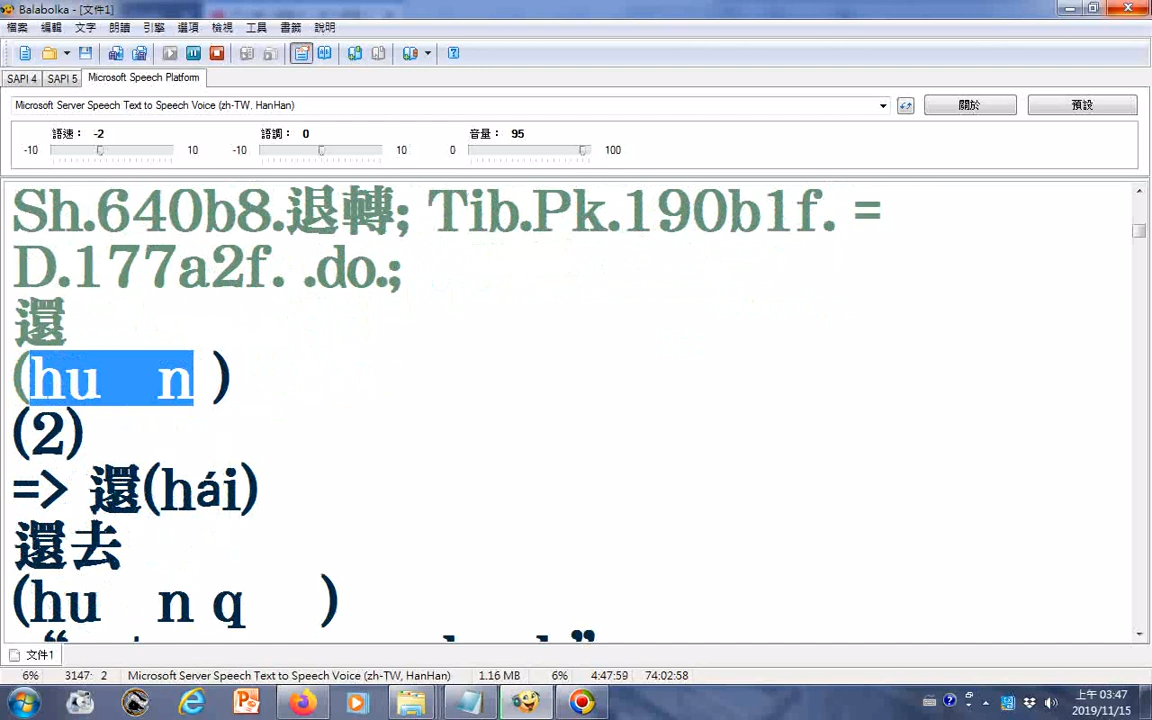 Balabolka - [文件1]
檔案 編輯 文字 朗讀 引擎 選項 檢視 工具 書籤 說明
SAPI 4 SAPI 5 Microsoft Speech Platform
Microsoft Server Speech Text to Speech Voice (zh-TW, HanHan) 關於 預設
語速： -2 語調： 0 音量： 95
-10 10 -10 10 0 100
Sh.640b8.退轉; Tib.Pk.190b1f. =
D.177a2f. .do.;
還
(hu n )
(2)
=> 還(hái)
還去
(hu n q )
文件1
6% 3147: 2 Microsoft Server Speech Text to Speech Voice (zh-TW, HanHan) 1.16 MB 6% 4:47:59 74:02:58
上午 03:47
2019/11/15